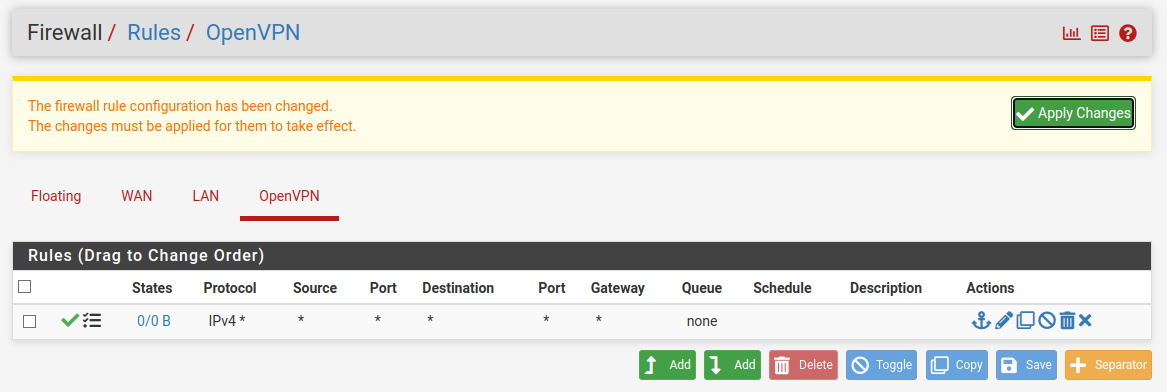 Firewall / Rules / OpenVPN
The firewall rule configuration has been changed.
The changes must be applied for them to take effect.
Apply Changes
Floating WAN LAN OpenVPN
Rules (Drag to Change Order)
States Protocol Source Port Destination Port Gateway Queue Schedule Description Actions
0/0 B IPv4 * * * * * * none
Add Add Delete Toggle Copy Save Separator